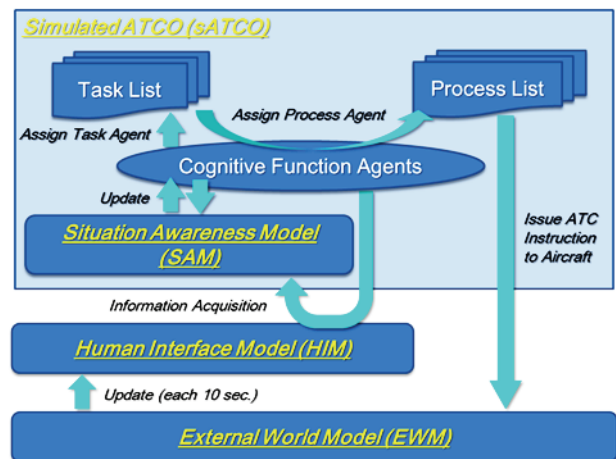 Simulated ATCO (sATCO)
Task List
Process List
Assign Process Agent
Assign Task Agent
Cognitive Function Agents
Update
Situation Awareness Model
(SAM)
Issue ATC
Instruction
to Aircraft
Information Acquisition
Human Interface Model (HIM)
Update (each 10 sec.)
External World Model (EWM)